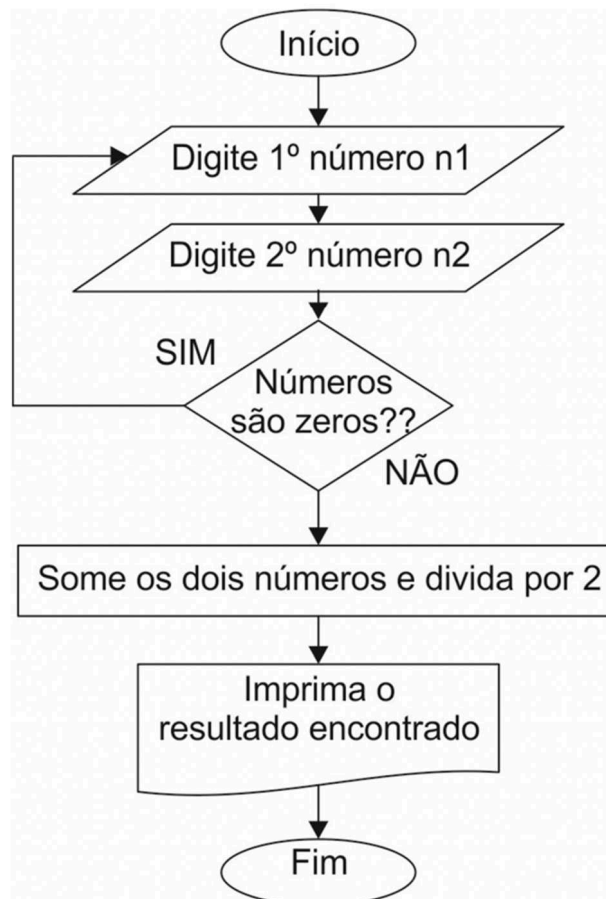 Início
Digite 1º número n1
Digite 2º número n2
SIM
Números
são zeros??
NÃO
Some os dois números e divida por 2
Imprima o
resultado encontrado
Fim